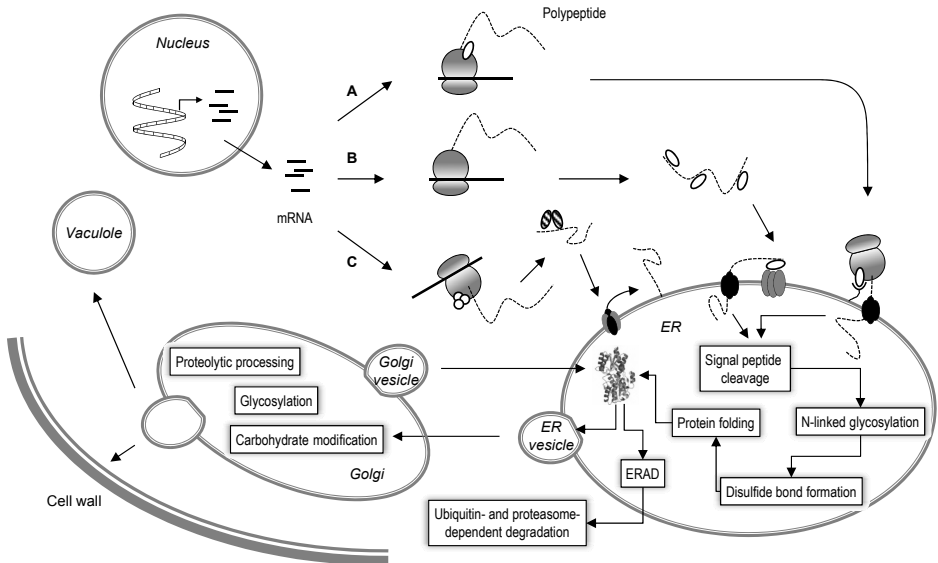 Polypeptide
Nucleus
A
B
mRNA
C
Vacuole
ER
Signal peptide
cleavage
N-linked glycosylation
Protein folding
Disulfide bond formation
ERAD
Ubiquitin- and proteasome-
dependent degradation
ER
vesicle
Golgi
vesicle
Proteolytic processing
Glycosylation
Carbohydrate modification
Golgi
Cell wall